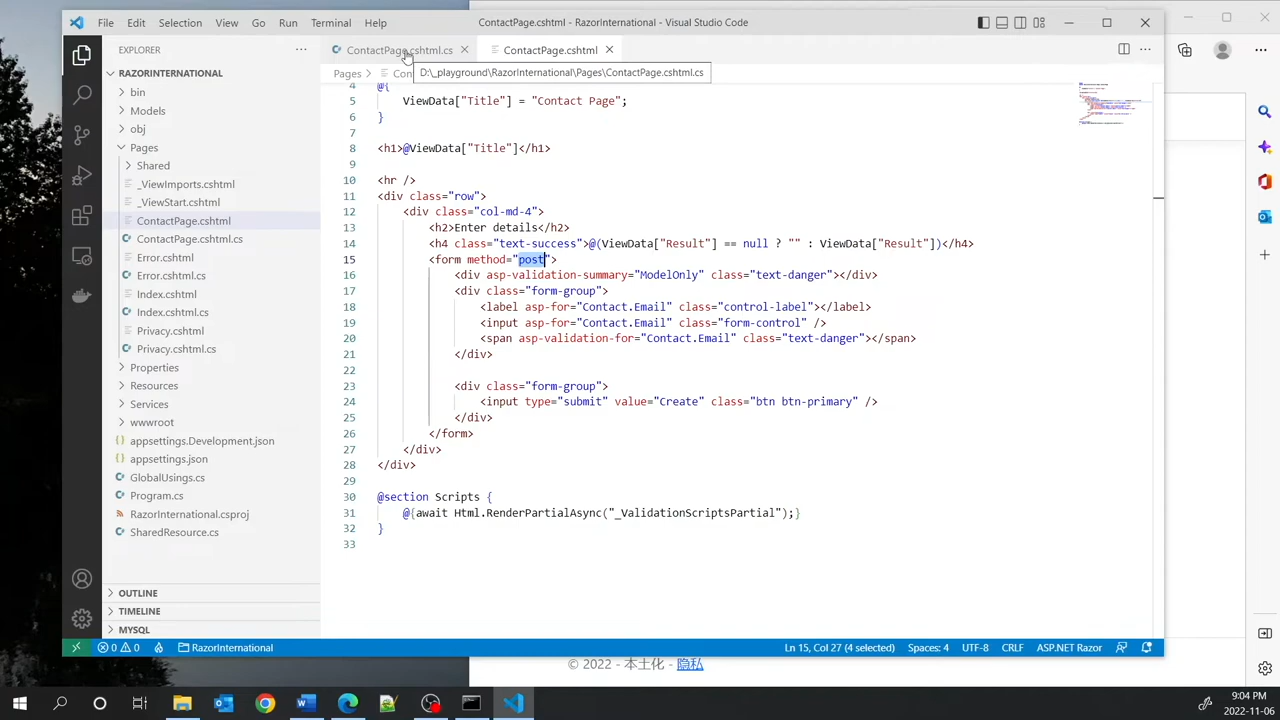 File Edit Selection View Go Run Terminal Help
ContactPage.cshtml - RazorInternational - Visual Studio Code
EXPLORER
ContactPage.cshtml.cs
ContactPage.cshtml
RAZORINTERNATIONAL
Pages
Con
D:\_playground\RazorInternational\Pages\ContactPage.cshtml.cs
bin
Models
obj
Pages
Shared
_ViewImports.cshtml
_ViewStart.cshtml
ContactPage.cshtml
ContactPage.cshtml.cs
Error.cshtml
Error.cshtml.cs
Index.cshtml
Index.cshtml.cs
Privacy.cshtml
Privacy.cshtml.cs
Properties
Resources
Services
wwwroot
appsettings.Development.json
appsettings.json
GlobalUsings.cs
Program.cs
RazorInternational.csproj
SharedResource.cs
OUTLINE
TIMELINE
MYSQL
4 @{
5 ViewData["Title"] = "Contact Page";
6 }
7
8 <h1>@ViewData["Title"]</h1>
9
10 <hr />
11 <div class="row">
12 <div class="col-md-4">
13 <h2>Enter details</h2>
14 <h4 class="text-success">@(ViewData["Result"] == null ? "" : ViewData["Result"])</h4>
15 <form method="post">
16 <div asp-validation-summary="ModelOnly" class="text-danger"></div>
17 <div class="form-group">
18 <label asp-for="Contact.Email" class="control-label"></label>
19 <input asp-for="Contact.Email" class="form-control" />
20 <span asp-validation-for="Contact.Email" class="text-danger"></span>
21 </div>
22
23 <div class="form-group">
24 <input type="submit" value="Create" class="btn btn-primary" />
25 </div>
26 </form>
27 </div>
28 </div>
29
30 @section Scripts {
31 @{await Html.RenderPartialAsync("_ValidationScriptsPartial");}
32 }
33
0 0 RazorInternational
Ln 15, Col 27 (4 selected) Spaces: 4 UTF-8 CRLF ASP.NET Razor
© 2022 - 本土化 - 隐私
9:04 PM
2022-11-06